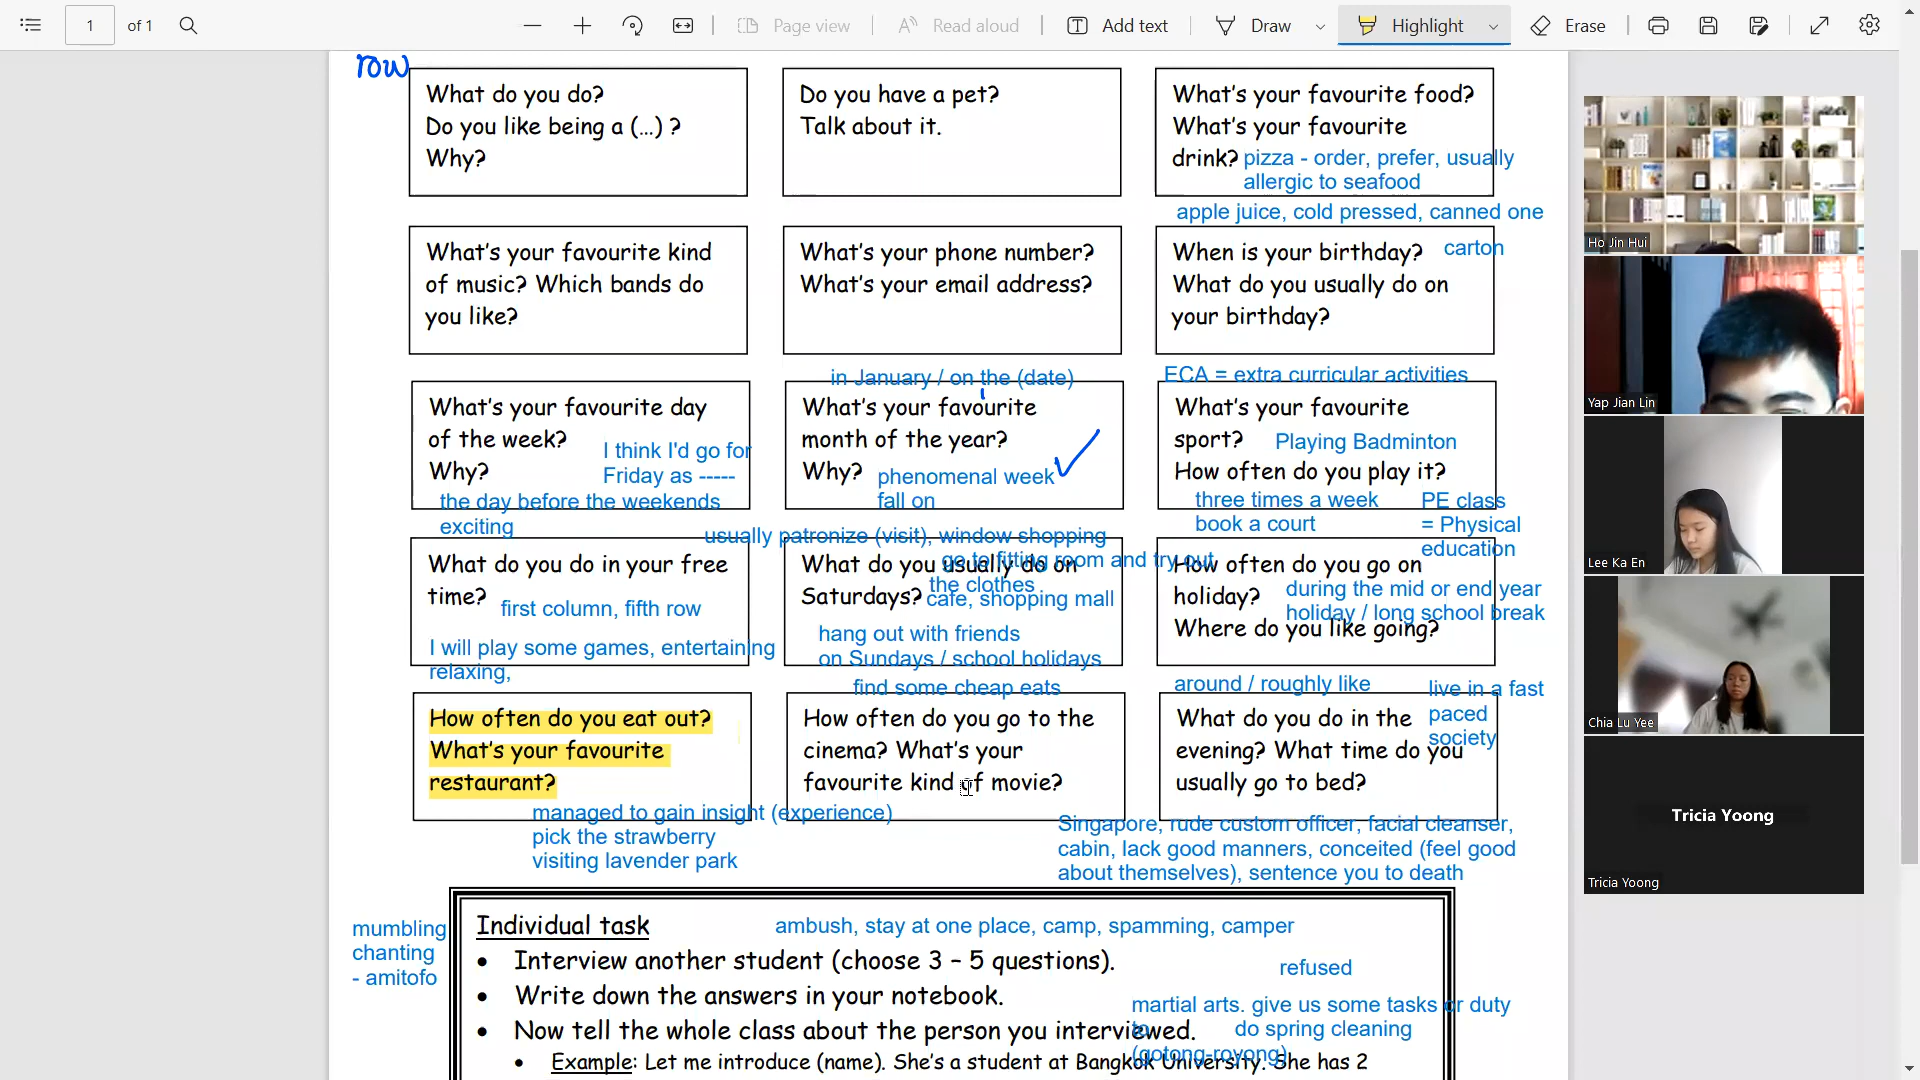 1
of 1
Page view
Read aloud
Add text
Draw
Highlight
Erase
row
What do you do?
Do you like being a (...) ?
Why?
Do you have a pet?
Talk about it.
What's your favourite food?
What's your favourite
drink?
pizza - order, prefer, usually
allergic to seafood
apple juice, cold pressed, canned one
carton
What's your favourite kind
of music? Which bands do
you like?
What's your phone number?
What's your email address?
When is your birthday?
What do you usually do on
your birthday?
in January / on the (date)
ECA = extra curricular activities
What's your favourite day
of the week?
Why?
I think I'd go for
Friday as -----
the day before the weekends
exciting
What's your favourite
month of the year?
Why?
phenomenal week
fall on
What's your favourite
sport?
Playing Badminton
How often do you play it?
three times a week
book a court
PE class
= Physical
education
usually patronize (visit), window shopping
go to fitting room and try out
the clothes
What do you do in your free
time?
first column, fifth row
I will play some games, entertaining
relaxing,
What do you usually do on
Saturdays?
cafe, shopping mall
hang out with friends
on Sundays / school holidays
How often do you go on
holiday?
during the mid or end year
holiday / long school break
Where do you like going?
find some cheap eats
around / roughly like
live in a fast
paced
society
How often do you eat out?
What's your favourite
restaurant?
How often do you go to the
cinema? What's your
favourite kind of movie?
What do you do in the
evening? What time do you
usually go to bed?
managed to gain insight (experience)
pick the strawberry
visiting lavender park
Singapore, rude custom officer, facial cleanser,
cabin, lack good manners, conceited (feel good
about themselves), sentence you to death
mumbling
chanting
- amitofo
Individual task
ambush, stay at one place, camp, spamming, camper
• Interview another student (choose 3 – 5 questions).
refused
• Write down the answers in your notebook.
martial arts. give us some tasks or duty
to
do spring cleaning
(gotong-royong)
• Now tell the whole class about the person you interviewed.
• Example: Let me introduce (name). She's a student at Bangkok University. She has 2
Ho Jin Hui
Yap Jian Lin
Lee Ka En
Chia Lu Yee
Tricia Yoong
Tricia Yoong